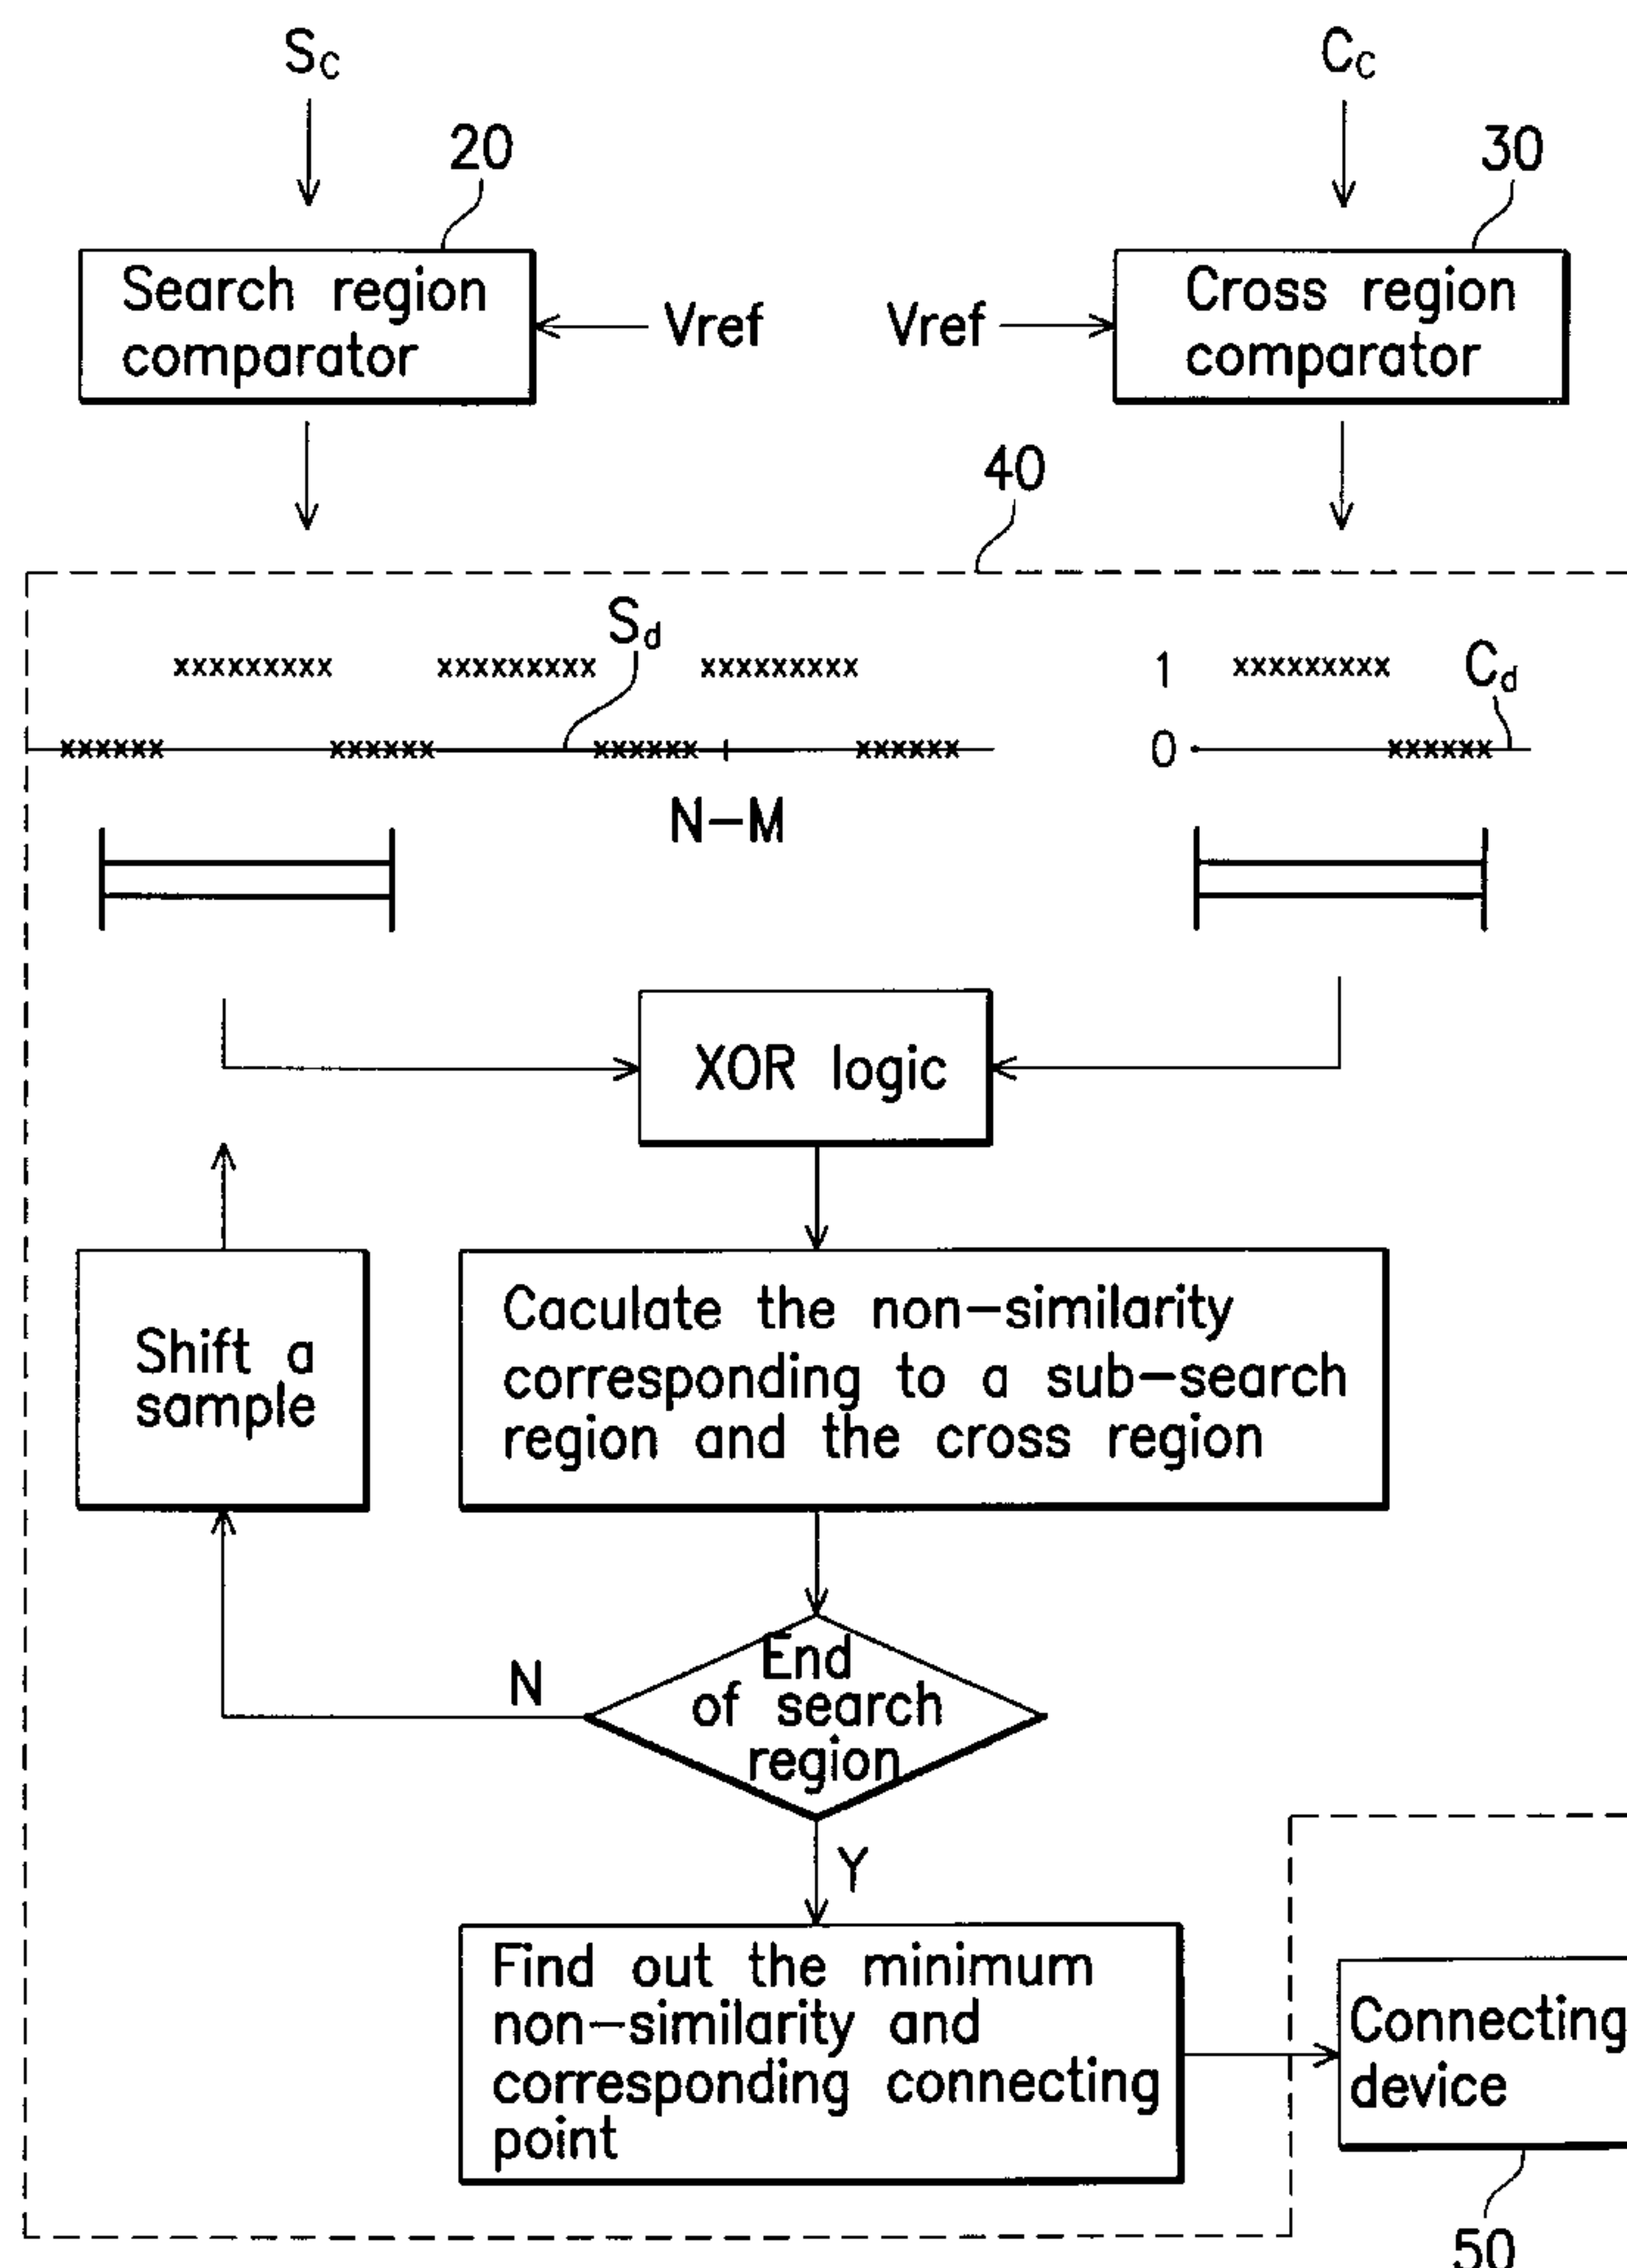 Sc
Cc
20
30
Search region
comparator
Vref
Vref
Cross region
comparator
40
Sd
xxxxxxxxx
xxxxxxxxx
xxxxxxxxx
1
xxxxxxxxx
Cd
xxxxxx
xxxxxx
xxxxxx
xxxxxx
0
xxxxxx
N-M
XOR logic
Shift a
sample
Caculate the non-similarity
corresponding to a sub-search
region and the cross region
N
End
of search
region
Y
Find out the minimum
non-similarity and
corresponding connecting
point
Connecting
device
50